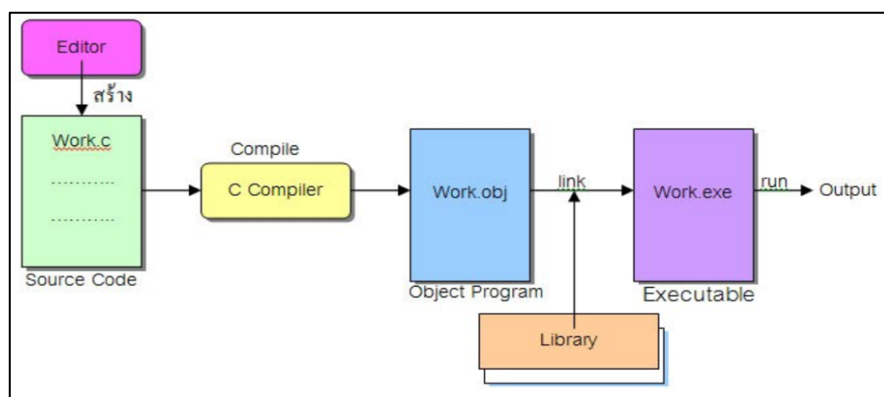 Editor
สร้าง
Work.c
...........
...........
Source Code
Compile
C Compiler
Work.obj
Object Program
link
Library
Work.exe
Executable
run
Output